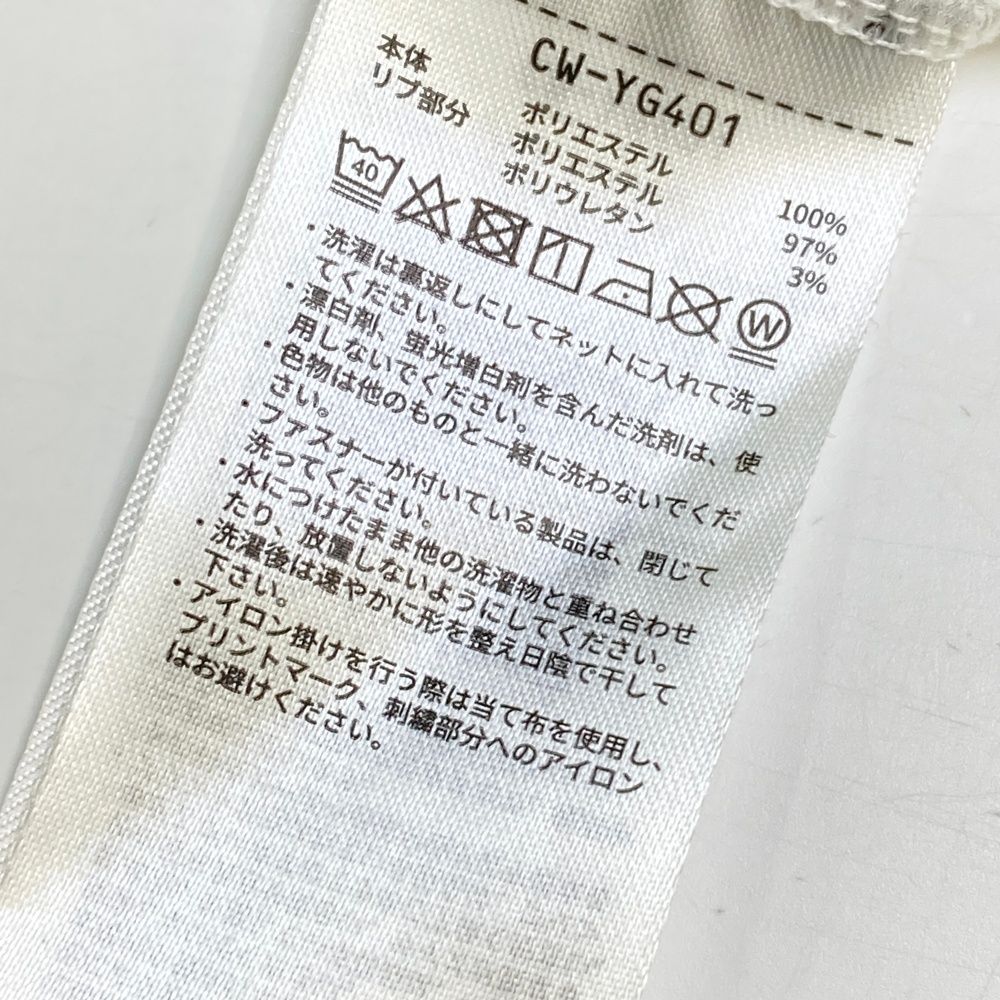 CW-YG401
本体 ポリエステル 100%
リブ部分 ポリエステル 97%
ポリウレタン 3%
40
W
・洗濯は裏返しにしてネットに入れて洗っ
てください。
・漂白剤、蛍光増白剤を含んだ洗剤は、使
用しないでください。
・色物は他のものと一緒に洗わないでくだ
さい。
・ファスナーが付いている製品は、閉じて
洗ってください。
・水につけたまま他の洗濯物と重ね合わせ
たり、放置しないようにしてください。
・洗濯後は速やかに形を整え日陰で干して
下さい。
・アイロン掛けを行う際は当て布を使用し、
プリントマーク、刺繍部分へのアイロン
はお避けください。